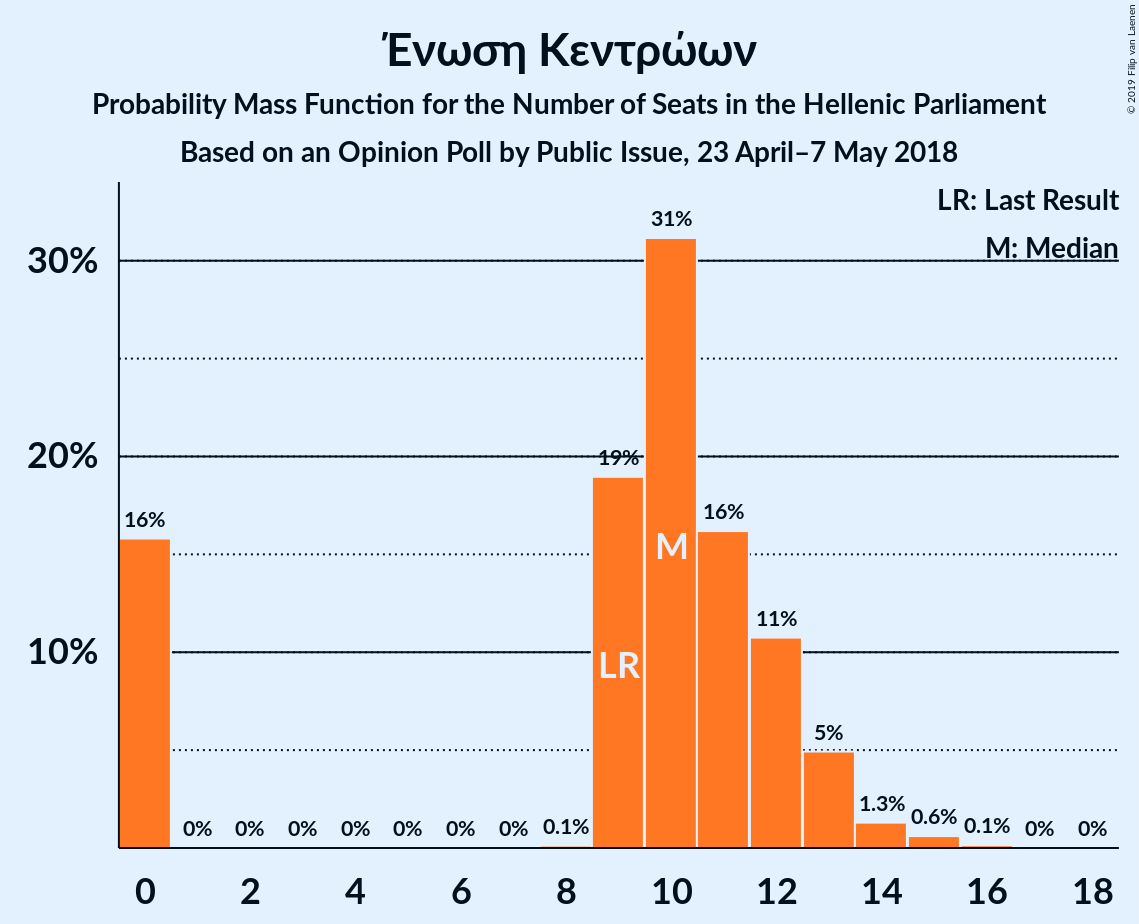 Ένωση Κεντρώων
Probability Mass Function for the Number of Seats in the Hellenic Parliament
Based on an Opinion Poll by Public Issue, 23 April–7 May 2018
© 2019 Filip van Laenen
LR: Last Result
M: Median
30%
20%
10%
16%
0%
0%
0%
0%
0%
0%
0%
0.1%
19%
31%
16%
11%
5%
1.3%
0.6%
0.1%
0%
0%
LR
M
0 2 4 6 8 10 12 14 16 18